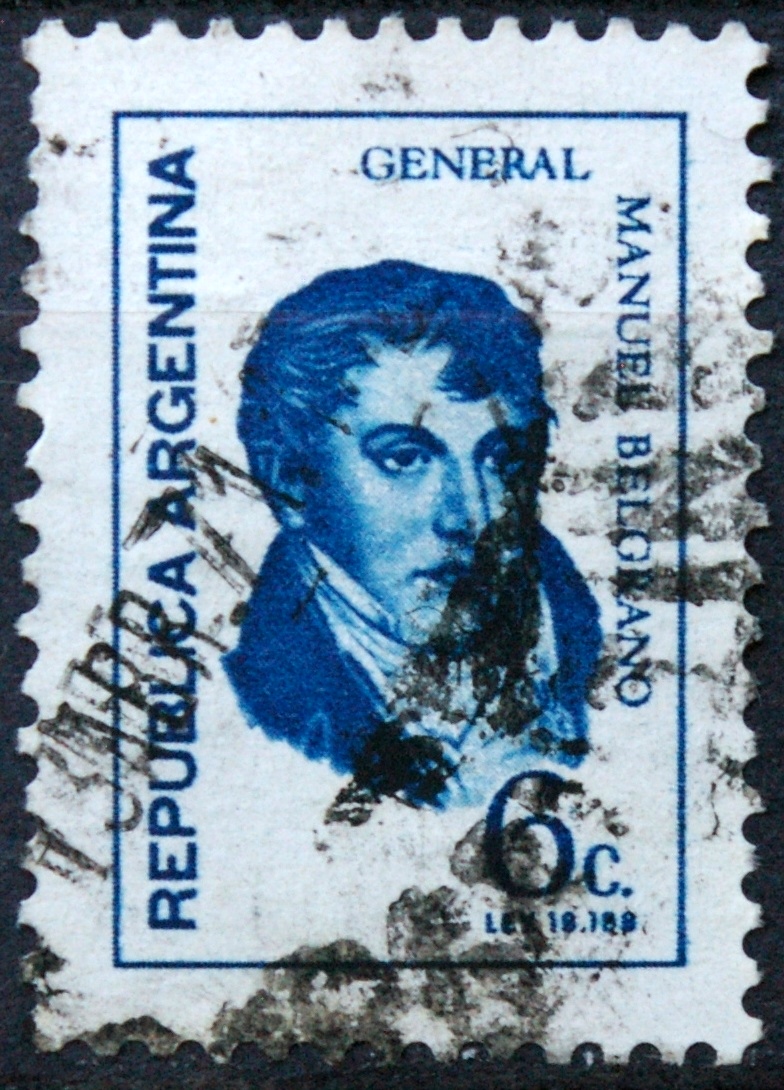 GENERAL
MANUEL BELGRANO
REPUBLICA ARGENTINA
6c.
LEY 18.188